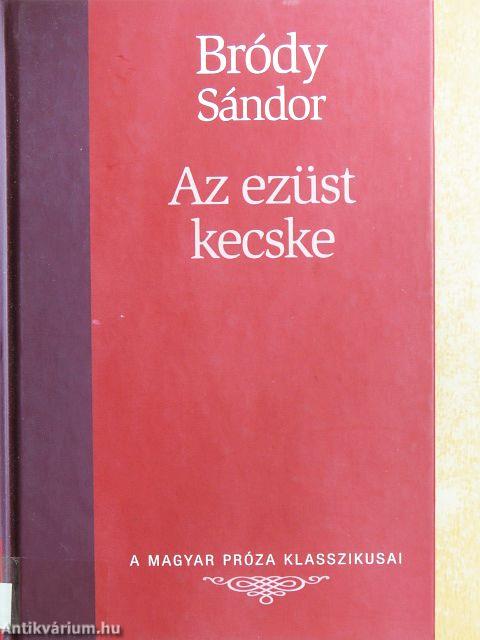 Bródy
Sándor
Az ezüst
kecske
A MAGYAR PRÓZA KLASSZIKUSAI
Antikvárium.hu